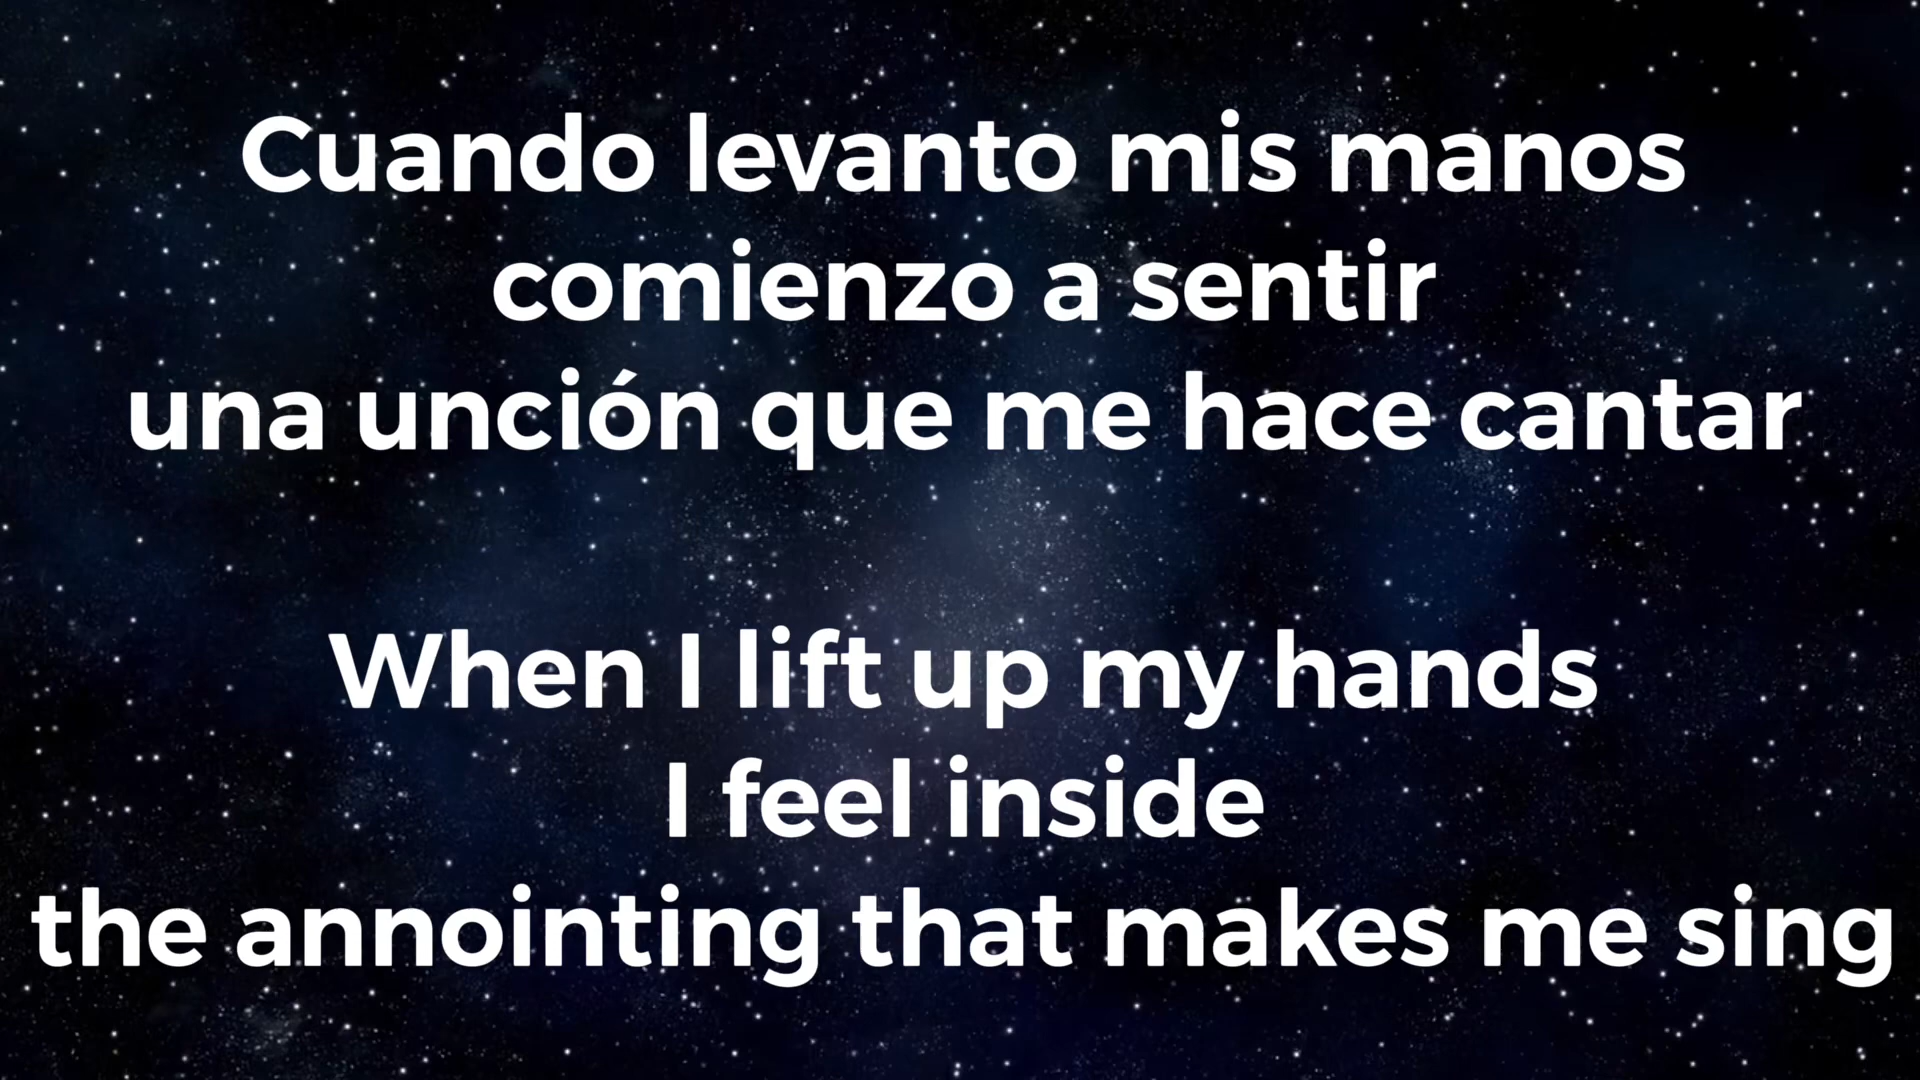 Cuando levanto mis manos
comienzo a sentir
una unción que me hace cantar
When I lift up my hands
I feel inside
the annointing that makes me sing